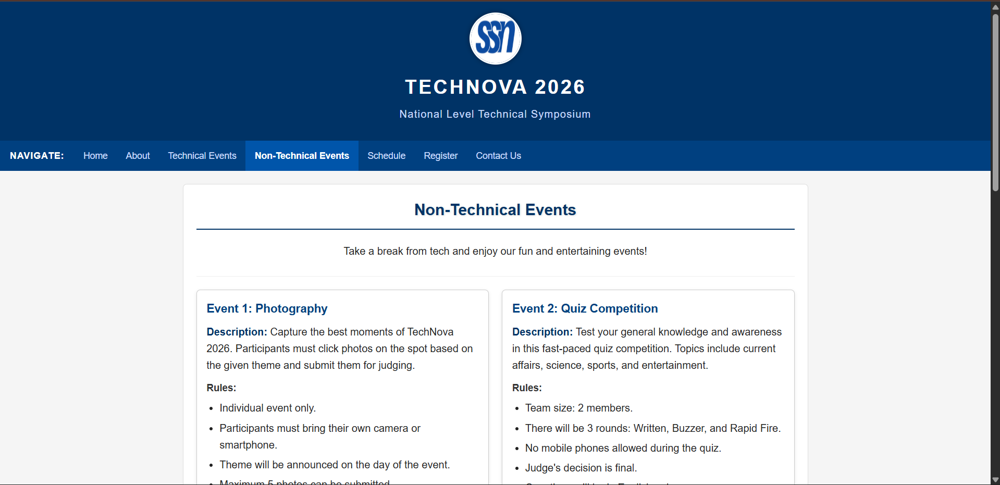 ssn
TECHNOVA 2026
National Level Technical Symposium
NAVIGATE: Home About Technical Events Non-Technical Events Schedule Register Contact Us
Non-Technical Events
Take a break from tech and enjoy our fun and entertaining events!
Event 1: Photography
Description: Capture the best moments of TechNova
2026. Participants must click photos on the spot based on
the given theme and submit them for judging.
Rules:
• Individual event only.
• Participants must bring their own camera or
smartphone.
• Theme will be announced on the day of the event.
• Maximum 5 photos can be submitted
Event 2: Quiz Competition
Description: Test your general knowledge and awareness
in this fast-paced quiz competition. Topics include current
affairs, science, sports, and entertainment.
Rules:
• Team size: 2 members.
• There will be 3 rounds: Written, Buzzer, and Rapid Fire.
• No mobile phones allowed during the quiz.
• Judge's decision is final.